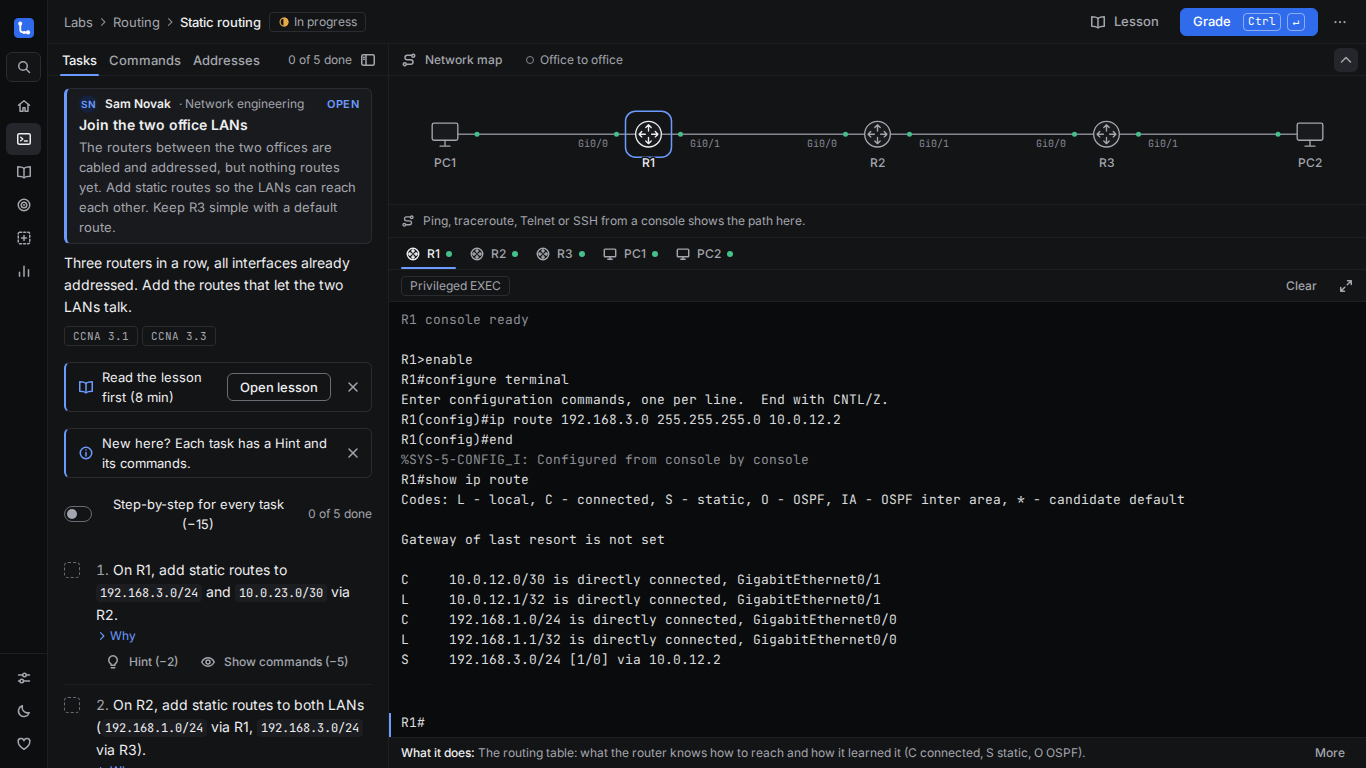 Labs > Routing > Static routing In progress
Lesson Grade Ctrl ↵ ···
Tasks Commands Addresses 0 of 5 done
SN Sam Novak · Network engineering OPEN
Join the two office LANs
The routers between the two offices are
cabled and addressed, but nothing routes
yet. Add static routes so the LANs can reach
each other. Keep R3 simple with a default
route.
Three routers in a row, all interfaces already
addressed. Add the routes that let the two
LANs talk.
CCNA 3.1 CCNA 3.3
Read the lesson
first (8 min)
Open lesson
New here? Each task has a Hint and
its commands.
Step-by-step for every task
(−15)
0 of 5 done
1. On R1, add static routes to
192.168.3.0/24 and 10.0.23.0/30 via
R2.
> Why
Hint (−2) Show commands (−5)
2. On R2, add static routes to both LANs
( 192.168.1.0/24 via R1, 192.168.3.0/24
via R3).
> Why
Network map Office to office
Gi0/0 Gi0/1 Gi0/0 Gi0/1 Gi0/0 Gi0/1
PC1 R1 R2 R3 PC2
Ping, traceroute, Telnet or SSH from a console shows the path here.
R1 R2 R3 PC1 PC2
Privileged EXEC Clear
R1 console ready
R1>enable
R1#configure terminal
Enter configuration commands, one per line.  End with CNTL/Z.
R1(config)#ip route 192.168.3.0 255.255.255.0 10.0.12.2
R1(config)#end
%SYS-5-CONFIG_I: Configured from console by console
R1#show ip route
Codes: L - local, C - connected, S - static, O - OSPF, IA - OSPF inter area, * - candidate default
Gateway of last resort is not set
C     10.0.12.0/30 is directly connected, GigabitEthernet0/1
L     10.0.12.1/32 is directly connected, GigabitEthernet0/1
C     192.168.1.0/24 is directly connected, GigabitEthernet0/0
L     192.168.1.1/32 is directly connected, GigabitEthernet0/0
S     192.168.3.0/24 [1/0] via 10.0.12.2
R1#
What it does: The routing table: what the router knows how to reach and how it learned it (C connected, S static, O OSPF). More